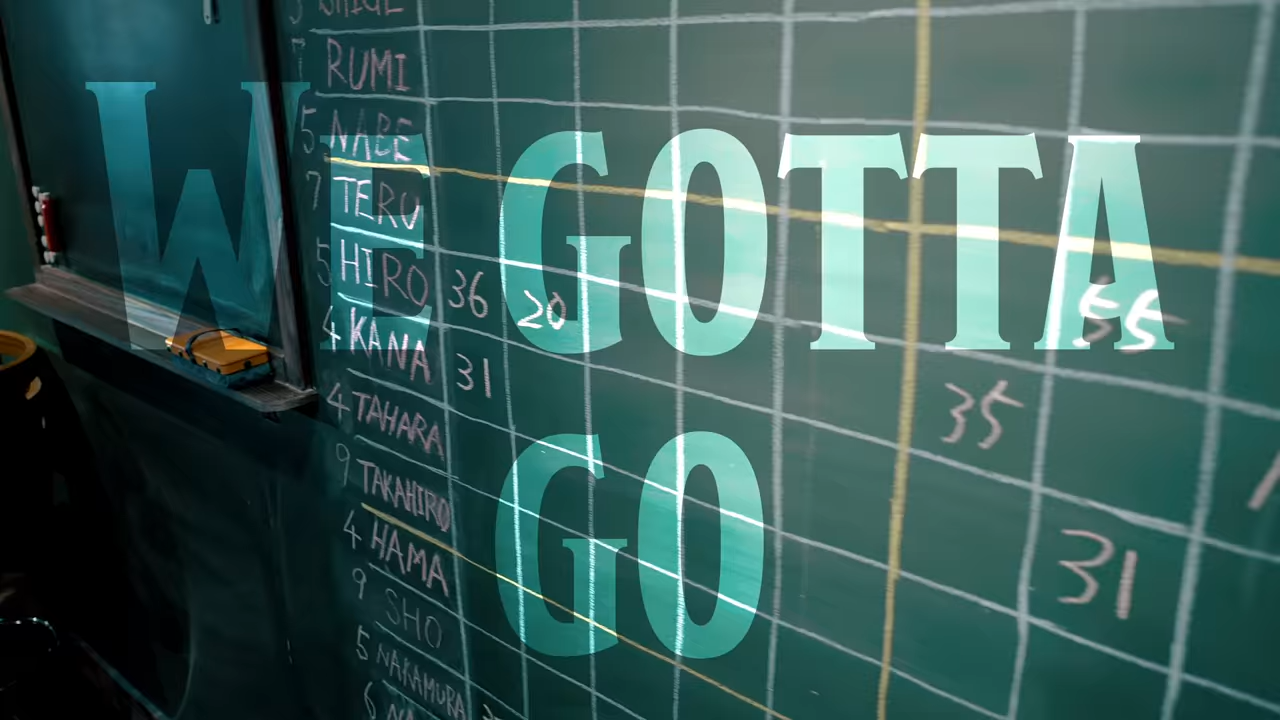 WE GOTTA
GO
RUMI
5 NABE
7 TERU
5 HIRO 36 20
4 KANA 31
55
4 TAHARA
35
9 TAKAHIRO
4 HAMA
31
9 SHO
5 NAKAMURA
6